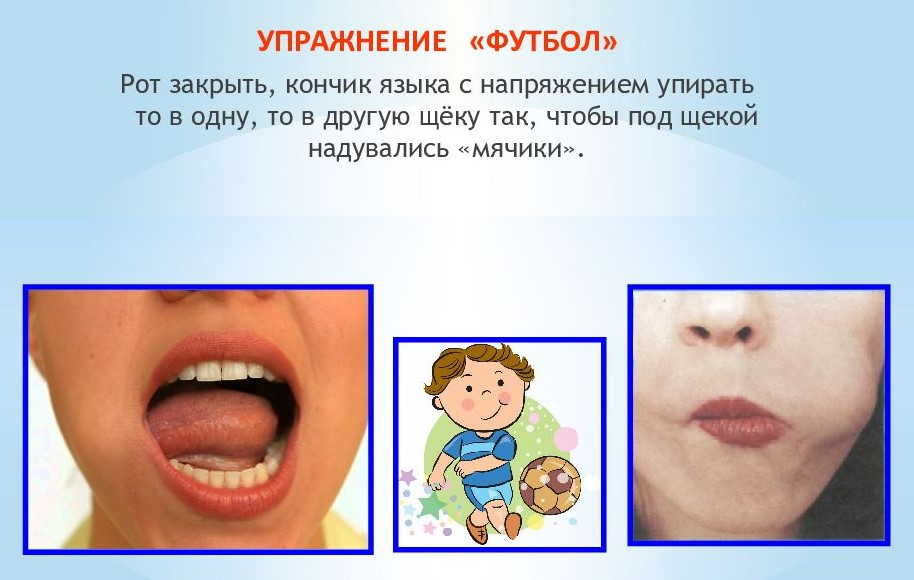 УПРАЖНЕНИЕ «ФУТБОЛ»
Рот закрыть, кончик языка с напряжением упирать
то в одну, то в другую щёку так, чтобы под щекой
надувались «мячики».